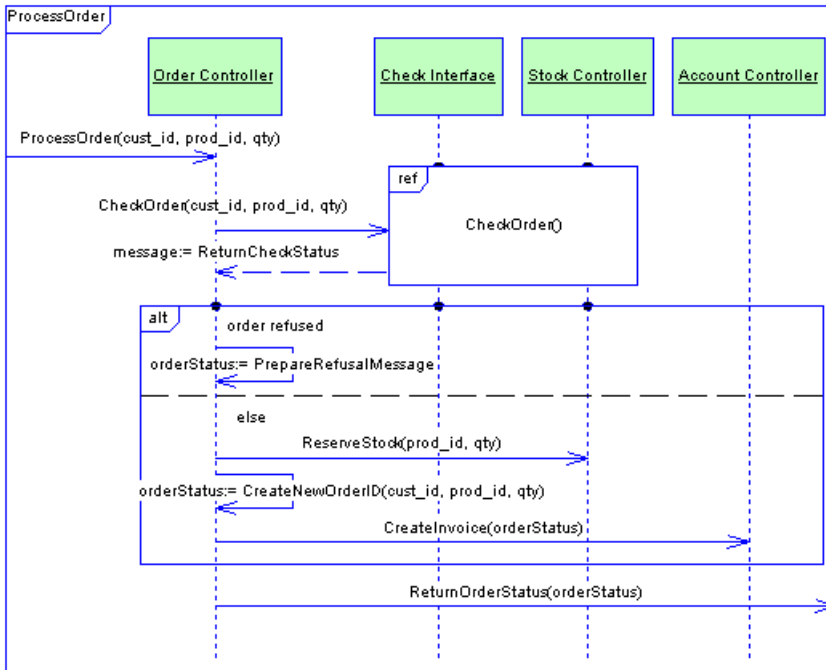 ProcessOrder
Order Controller
Check Interface
Stock Controller
Account Controller
ProcessOrder(cust_id, prod_id, qty)
ref
CheckOrder(cust_id, prod_id, qty)
CheckOrder()
message:= ReturnCheckStatus
alt
order refused
orderStatus:= PrepareRefusalMessage
else
ReserveStock(prod_id, qty)
orderStatus:= CreateNewOrderID(cust_id, prod_id, qty)
CreateInvoice(orderStatus)
ReturnOrderStatus(orderStatus)